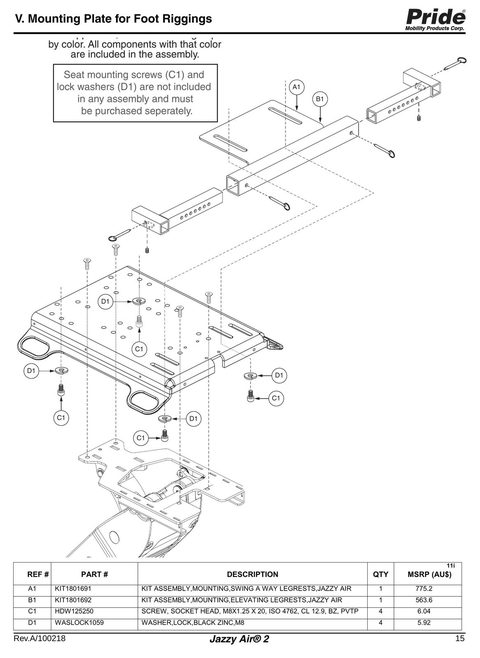 V. Mounting Plate for Foot Riggings
Pride®
Mobility Products Corp.
by color. All components with that color
are included in the assembly.
Seat mounting screws (C1) and
lock washers (D1) are not included
in any assembly and must
be purchased seperately.
A1
B1
D1
C1
D1
D1
C1
C1
D1
C1
11i
REF # PART # DESCRIPTION QTY MSRP (AU$)
A1 KIT1801691 KIT ASSEMBLY,MOUNTING,SWING A WAY LEGRESTS,JAZZY AIR 1 775.2
B1 KIT1801692 KIT ASSEMBLY,MOUNTING,ELEVATING LEGRESTS,JAZZY AIR 1 563.6
C1 HDW125250 SCREW, SOCKET HEAD, M8X1.25 X 20, ISO 4762, CL 12.9, BZ, PVTP 4 6.04
D1 WASLOCK1059 WASHER,LOCK,BLACK ZINC,M8 4 5.92
Rev.A/100218 Jazzy Air® 2 15